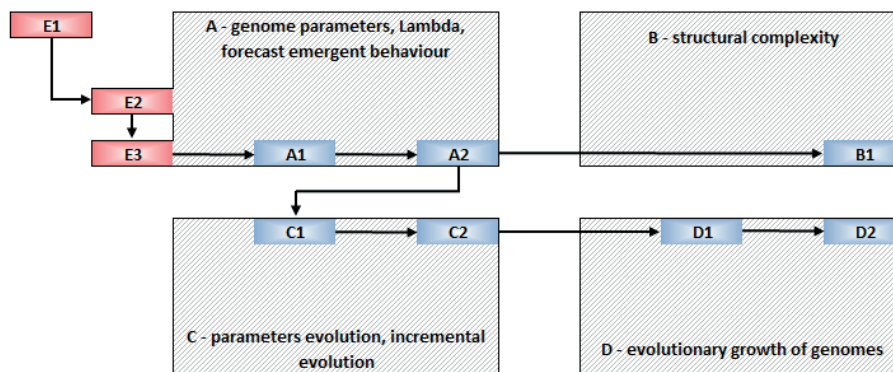 E1
A - genome parameters, Lambda,
forecast emergent behaviour
B - structural complexity
E2
E3
A1
A2
B1
C1
C2
D1
D2
C - parameters evolution, incremental
evolution
D - evolutionary growth of genomes